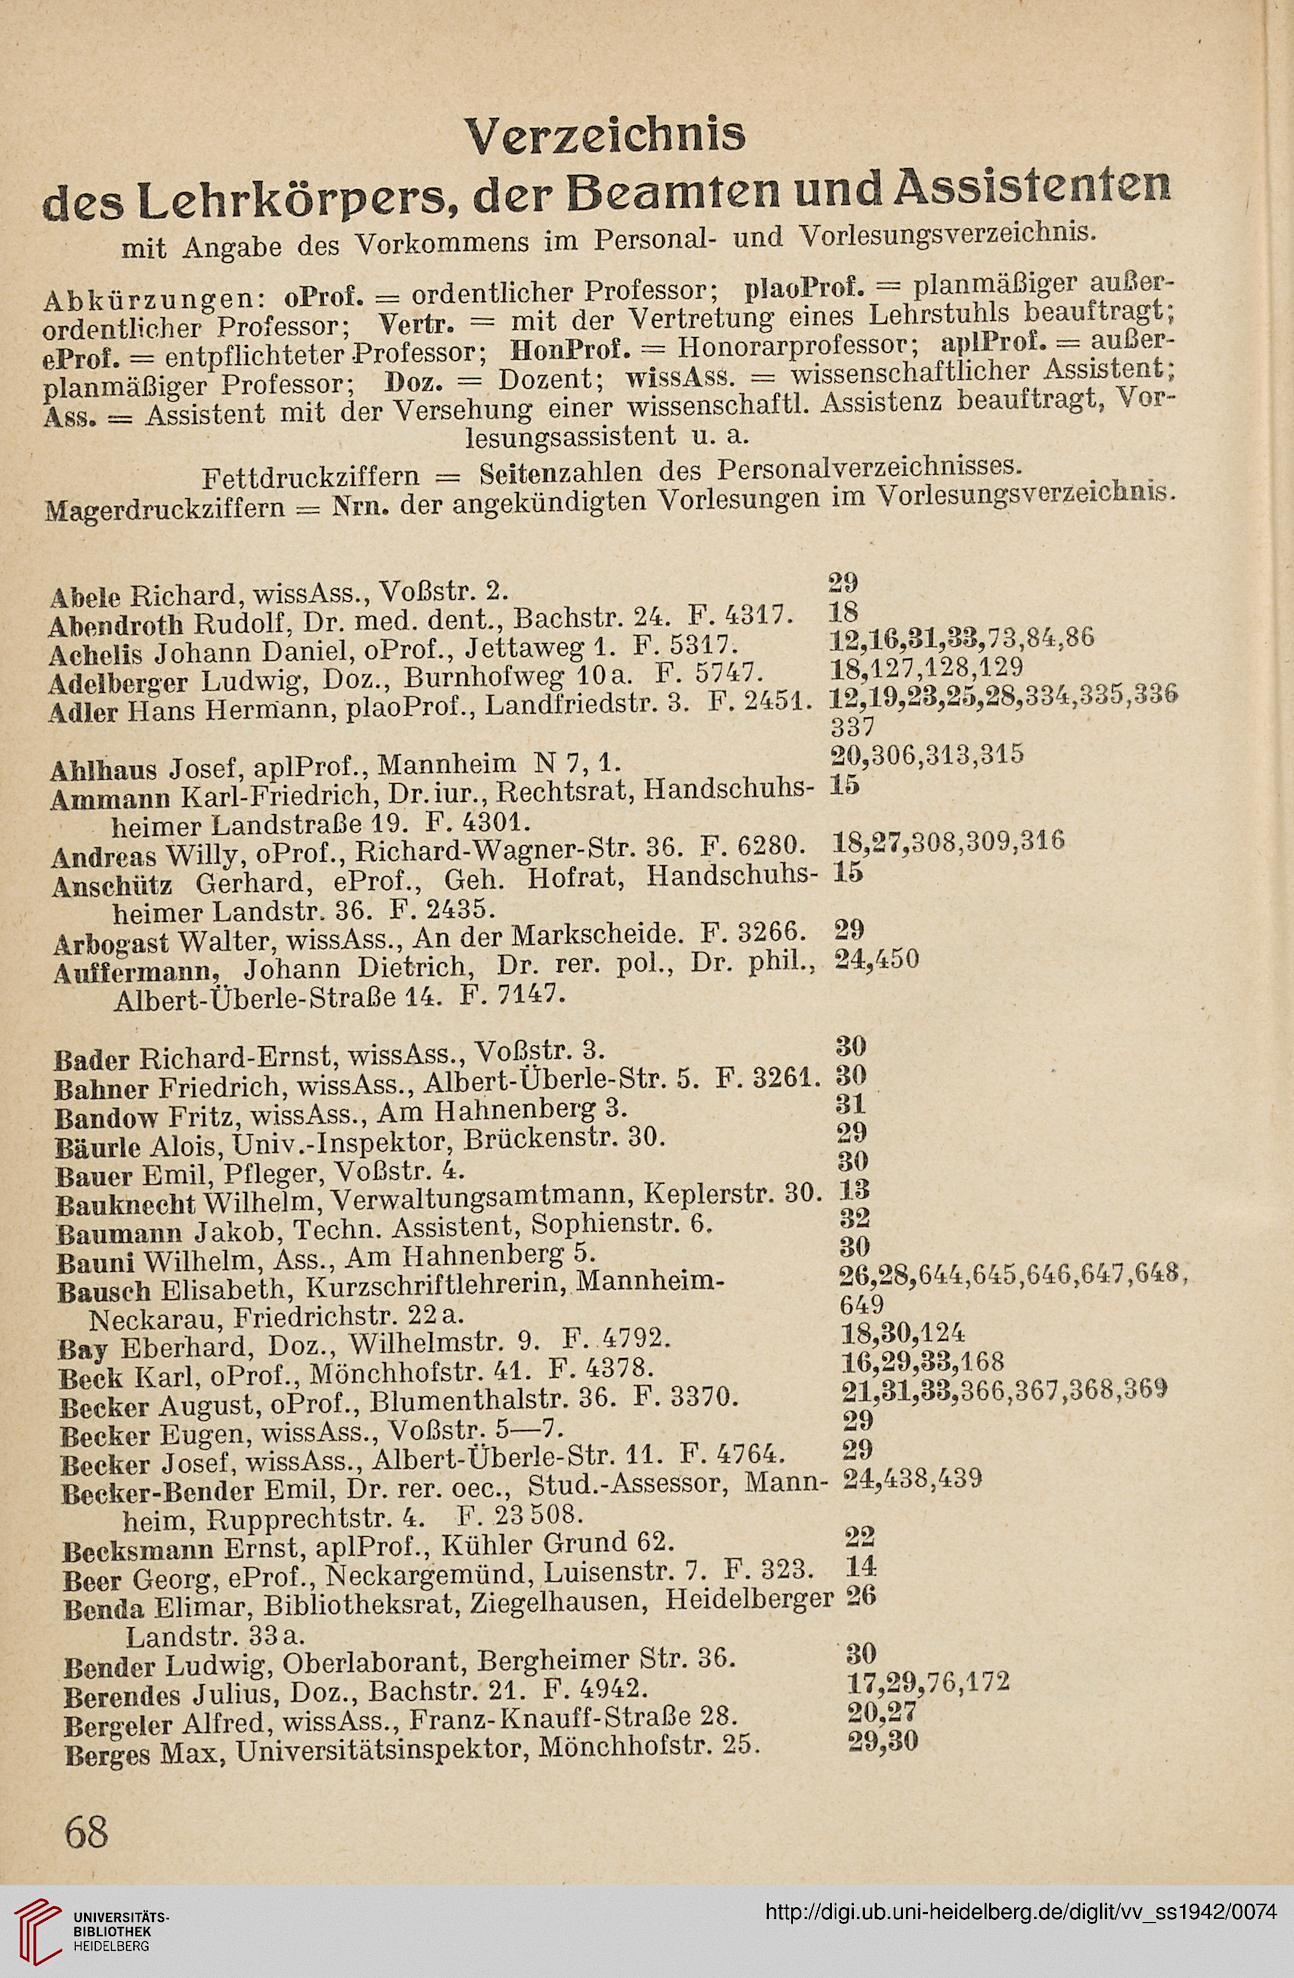 Verzeichnis
des Lehrkörpers, der Beamten und Assistenten
mit Angabe des Vorkommens im Personal- und Vorlesungsverzeichnis.
Abkürzungen: oProf. = ordentlicher Professor; plaoProf. = planmäßiger außer-
ordentlicher Professor; Vertr. = mit der Vertretung eines Lehrstuhls beauftragt;
eProf. = entpflichteter Professor; HonProf. = Honorarprofessor; aplProf. = außer-
planmäßiger Professor; Doz. = Dozent; wissAss. = wissenschaftlicher Assistent;
Ass. = Assistent mit der Versehung einer wissenschaftl. Assistenz beauftragt, Vor-
lesungsassistent u. a.
Fettdruckziffern = Seitenzahlen des Personalverzeichnisses.
Magerdruckziffern = Nrn. der angekündigten Vorlesungen im Vorlesungsverzeichnis.
Abele Richard, wissAss., Voßstr. 2. 29
Abendroth Rudolf, Dr. med. dent., Bachstr. 24. F. 4317. 18
Achelis Johann Daniel, oProf., Jettaweg 1. F. 5317. 12,16,31,33,73,84,86
Adelberger Ludwig, Doz., Burnhofweg 10a. F. 5747. 18,127,128,129
Adler Hans Hermann, plaoProf., Landfriedstr. 3. F. 2451. 12,19,23,25,28,334,335,336
337
Ahlhaus Josef, aplProf., Mannheim N 7, 1. 20,306,313,315
Ammann Karl-Friedrich, Dr. iur., Rechtsrat, Handschuhs- 15
heimer Landstraße 19. F. 4301.
Andreas Willy, oProf., Richard-Wagner-Str. 36. F. 6280. 18,27,308,309,316
Anschütz Gerhard, eProf., Geh. Hofrat, Handschuhs- 15
heimer Landstr. 36. F. 2435.
Arbogast Walter, wissAss., An der Markscheide. F. 3266. 29
Auffermann, Johann Dietrich, Dr. rer. pol., Dr. phil., 24,450
Albert-Überle-Straße 14. F. 7147.
Bader Richard-Ernst, wissAss., Voßstr. 3. 30
Bahner Friedrich, wissAss., Albert-Überle-Str. 5. F. 3261. 30
Bandow Fritz, wissAss., Am Hahnenberg 3. 31
Bäurle Alois, Univ.-Inspektor, Brückenstr. 30. 29
Bauer Emil, Pfleger, Voßstr. 4. 30
Bauknecht Wilhelm, Verwaltungsamtmann, Keplerstr. 30. 13
Baumann Jakob, Techn. Assistent, Sophienstr. 6. 32
Bauni Wilhelm, Ass., Am Hahnenberg 5. 30
Bausch Elisabeth, Kurzschriftlehrerin, Mannheim- 26,28,644,645,646,647,648,
Neckarau, Friedrichstr. 22a. 649
Bay Eberhard, Doz., Wilhelmstr. 9. F. 4792. 18,30,124
Beck Karl, oProf., Mönchhofstr. 41. F. 4378. 16,29,33,168
Becker August, oProf., Blumenthalstr. 36. F. 3370. 21,31,33,366,367,368,369
Becker Eugen, wissAss., Voßstr. 5—7. 29
Becker Josef, wissAss., Albert-Überle-Str. 11. F. 4764. 29
Becker-Bender Emil, Dr. rer. oec., Stud.-Assessor, Mann- 24,438,439
heim, Rupprechtstr. 4. F. 23 508.
Becksmann Ernst, aplProf., Kühler Grund 62. 22
Beer Georg, eProf., Neckargemünd, Luisenstr. 7. F. 323. 14
Benda Elimar, Bibliotheksrat, Ziegelhausen, Heidelberger 26
Landstr. 33a.
Bender Ludwig, Oberlaborant, Bergheimer Str. 36. 30
Berendes Julius, Doz., Bachstr. 21. F. 4942. 17,29,76,172
Bergeler Alfred, wissAss., Franz-Knauff-Straße 28. 20,27
Berges Max, Universitätsinspektor, Mönchhofstr. 25. 29,30
68
UNIVERSITÄTS-
BIBLIOTHEK
HEIDELBERG
http://digi.ub.uni-heidelberg.de/diglit/vv_ss1942/0074